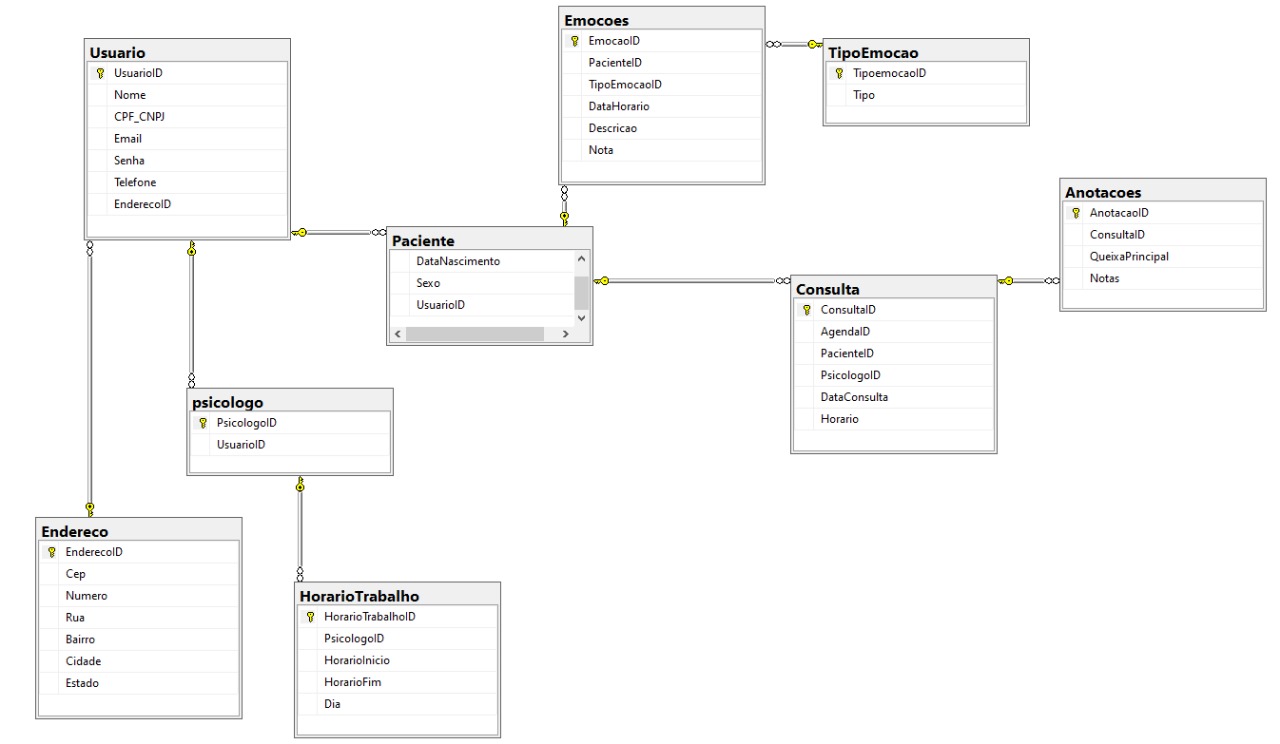 Usuario
UsuarioID
Nome
CPF_CNPJ
Email
Senha
Telefone
EnderecoID
Emocoes
EmocaoID
PacienteID
TipoEmocaoID
DataHorario
Descricao
Nota
TipoEmocao
TipoemocaoID
Tipo
Anotacoes
AnotacaoID
ConsultaID
QueixaPrincipal
Notas
Paciente
DataNascimento
Sexo
UsuarioID
Consulta
ConsultaID
AgendaID
PacienteID
PsicologoID
DataConsulta
Horario
psicologo
PsicologoID
UsuarioID
Endereco
EnderecoID
Cep
Numero
Rua
Bairro
Cidade
Estado
HorarioTrabalho
HorarioTrabalhoID
PsicologoID
HorarioInicio
HorarioFim
Dia